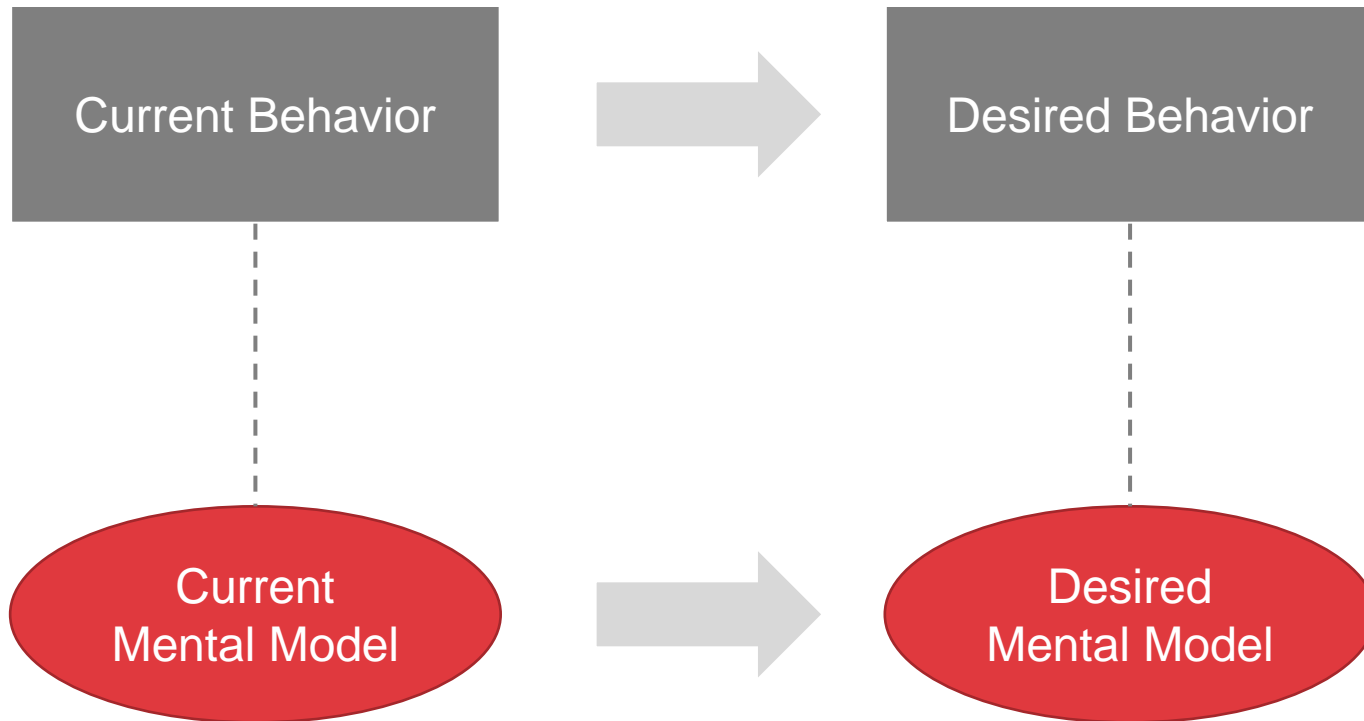 Current Behavior
Desired Behavior
Current
Mental Model
Desired
Mental Model